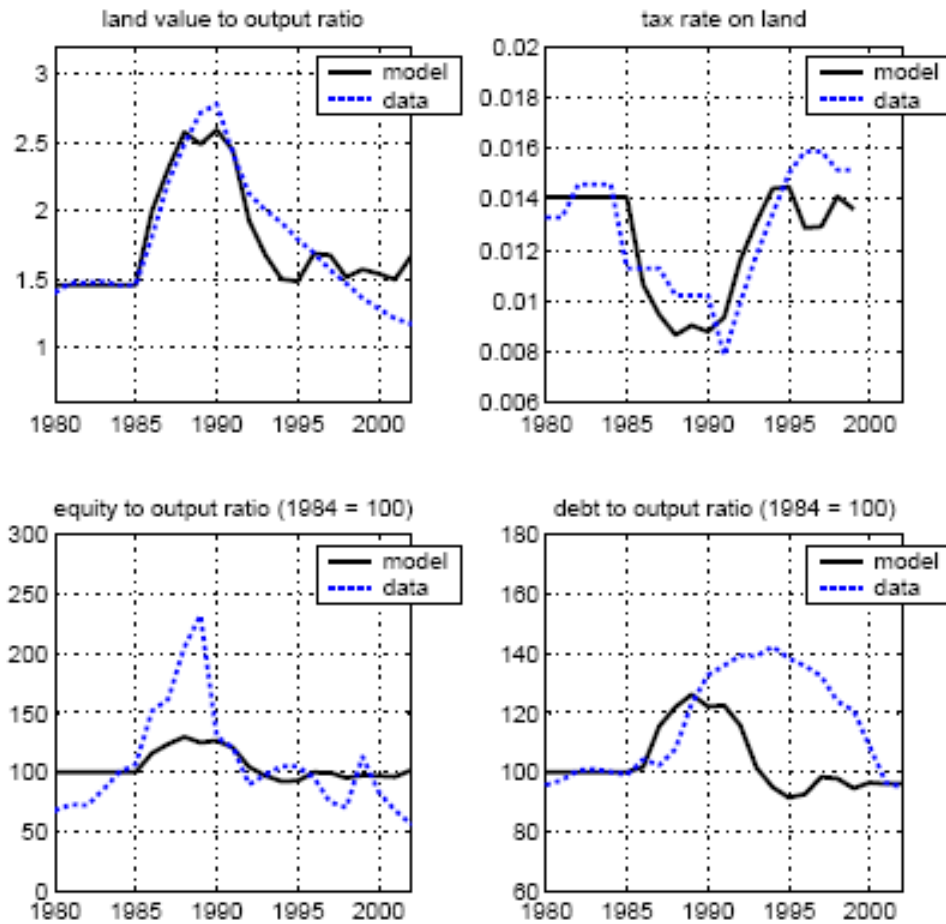 land value to output ratio
model
data
3
2.5
2
1.5
1
1980 1985 1990 1995 2000
tax rate on land
model
data
0.02
0.018
0.016
0.014
0.012
0.01
0.008
0.006
1980 1985 1990 1995 2000
equity to output ratio (1984 = 100)
model
data
300
250
200
150
100
50
0
1980 1985 1990 1995 2000
debt to output ratio (1984 = 100)
model
data
180
160
140
120
100
80
60
1980 1985 1990 1995 2000